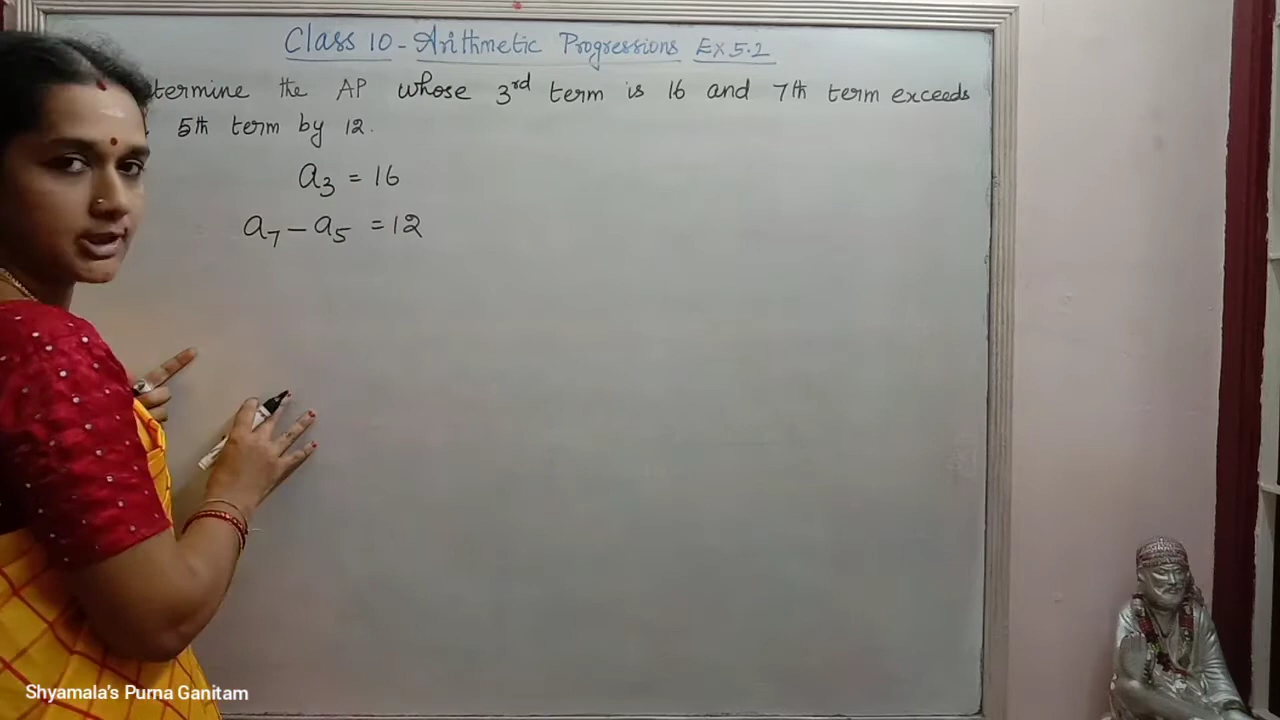 Class 10 - Arithmetic Progressions Ex 5.2
termine the AP whose 3rd term is 16 and 7th term exceeds
5th term by 12.
a₃ = 16
a₇ - a₅ = 12
Shyamala's Purna Ganitam